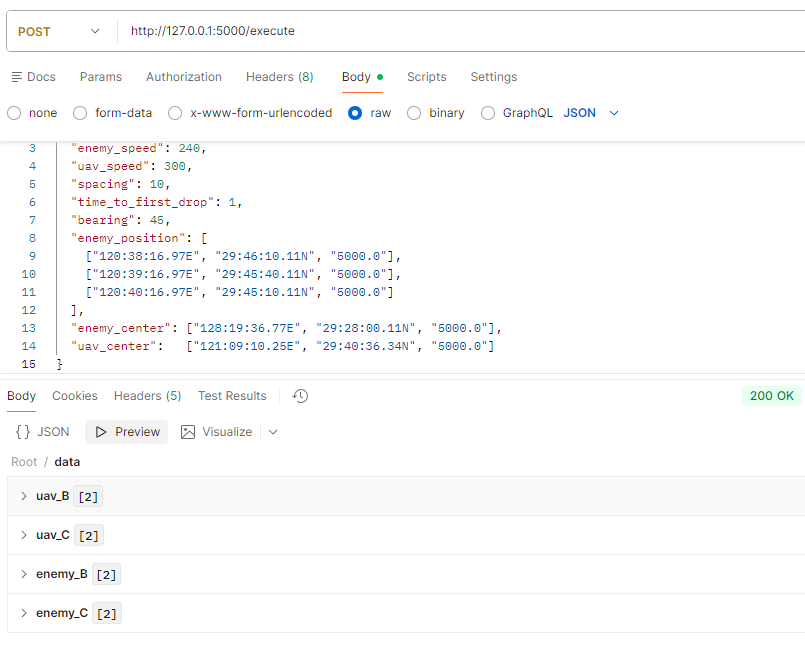 POST http://127.0.0.1:5000/execute
Docs Params Authorization Headers (8) Body Scripts Settings
none form-data x-www-form-urlencoded raw binary GraphQL JSON
3 "enemy_speed": 240,
4 "uav_speed": 300,
5 "spacing": 10,
6 "time_to_first_drop": 1,
7 "bearing": 45,
8 "enemy_position": [
9 ["120:38:16.97E", "29:46:10.11N", "5000.0"],
10 ["120:39:16.97E", "29:45:40.11N", "5000.0"],
11 ["120:40:16.97E", "29:45:10.11N", "5000.0"]
12 ],
13 "enemy_center": ["128:19:36.77E", "29:28:00.11N", "5000.0"],
14 "uav_center": ["121:09:10.25E", "29:40:36.34N", "5000.0"]
15 }
Body Cookies Headers (5) Test Results 200 OK
{} JSON Preview Visualize
Root / data
uav_B [2]
uav_C [2]
enemy_B [2]
enemy_C [2]